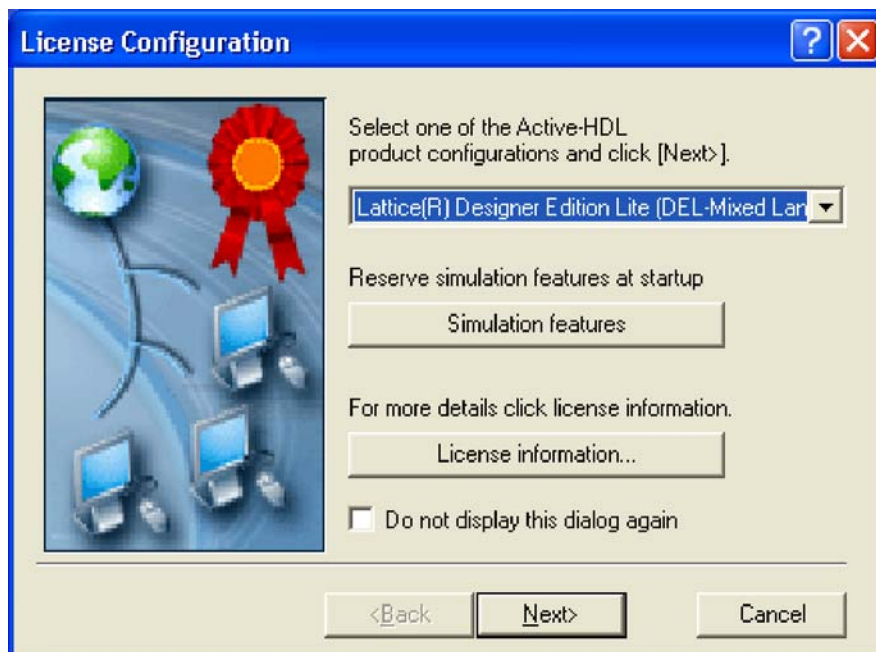 License Configuration
Select one of the Active-HDL
product configurations and click [Next>].
Lattice(R) Designer Edition Lite (DEL-Mixed Lan
Reserve simulation features at startup
Simulation features
For more details click license information.
License information...
Do not display this dialog again
<Back
Next>
Cancel